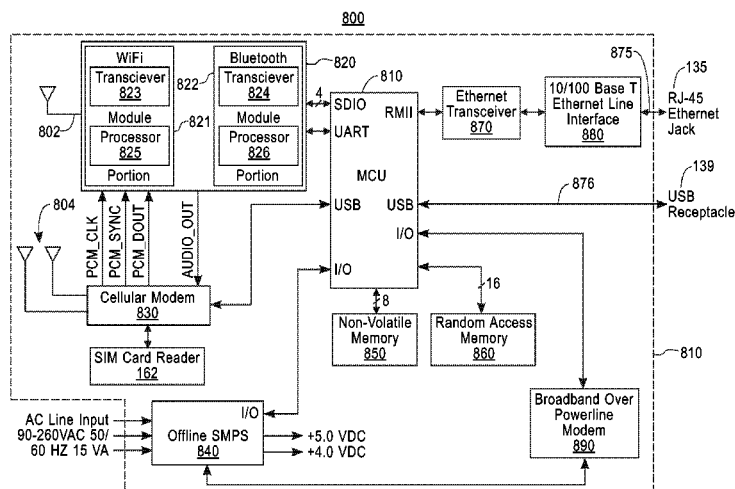 800
WiFi
Transciever
823
Module
Processor
825
Portion
Bluetooth
Transciever
824
Module
Processor
826
Portion
822
820
821
802
804
PCM_CLK
PCM_SYNC
PCM_DOUT
AUDIO_OUT
Cellular Modem
830
SIM Card Reader
162
810
4
SDIO
UART
MCU
USB
I/O
RMII
USB
I/O
Ethernet
Transceiver
870
10/100 Base T
Ethernet Line
Interface
880
875
135
RJ-45
Ethernet
Jack
876
139
USB
Receptacle
8
16
Non-Volatile
Memory
850
Random Access
Memory
860
810
AC Line Input
90-260VAC 50/
60 HZ 15 VA
I/O
Offline SMPS
840
+5.0 VDC
+4.0 VDC
Broadband Over
Powerline
Modem
890